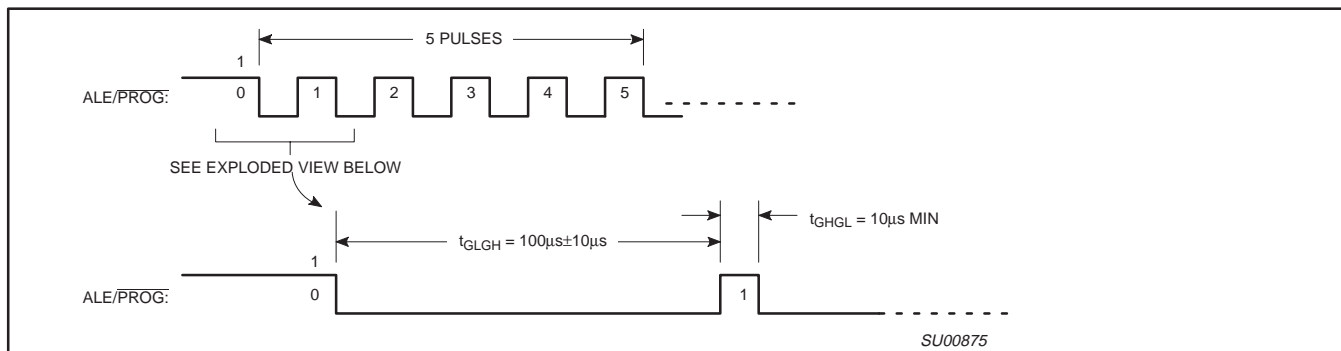 5 PULSES
1
ALE/PROG:
0 1 2 3 4 5
SEE EXPLODED VIEW BELOW
tGHGL = 10µs MIN
tGLGH = 100µs±10µs
1
ALE/PROG:
0 1
SU00875